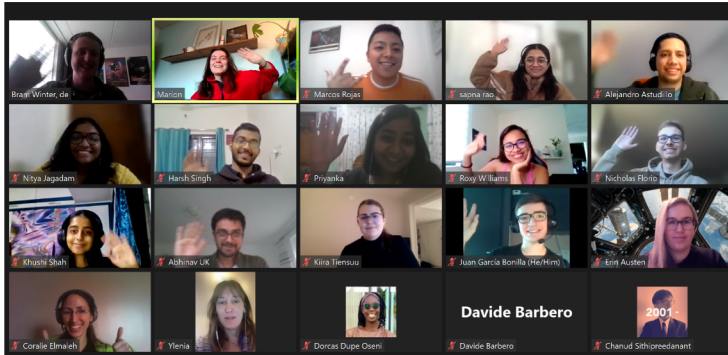 Bram Winter, de
Marion
Marcos Rojas
sapna rao
Alejandro Astudillo
Nitya Jagadam
Harsh Singh
Priyanka
Roxy Williams
Nicholas Florio
Khushi Shah
Abhinav UK
Kiira Tiensuu
Juan García Bonilla (He/Him)
Erin Austen
Coralie Elmaleh
Ylenia
Dorcas Dupe Oseni
Davide Barbero
Davide Barbero
2001 -
Chanud Sithipreedanant